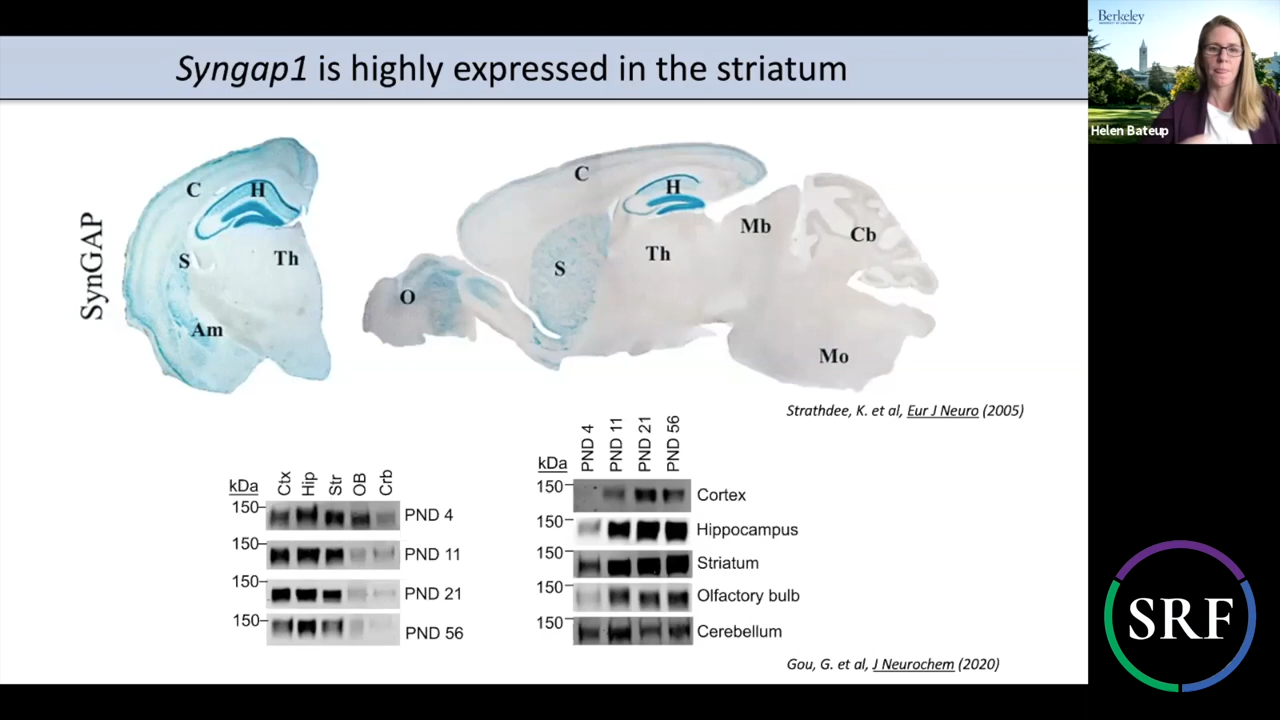 Syngap1 is highly expressed in the striatum
Berkeley
Helen Bateup
SynGAP
C
H
S
Th
Am
O
C
H
S
Th
Mb
Cb
Mo
Strathdee, K. et al, Eur J Neuro (2005)
kDa
Ctx
Hip
Str
OB
Crb
150
PND 4
150
PND 11
150
PND 21
150
PND 56
kDa
PND 4
PND 11
PND 21
PND 56
150
Cortex
150
Hippocampus
150
Striatum
150
Olfactory bulb
150
Cerebellum
Gou, G. et al, J Neurochem (2020)
SRF